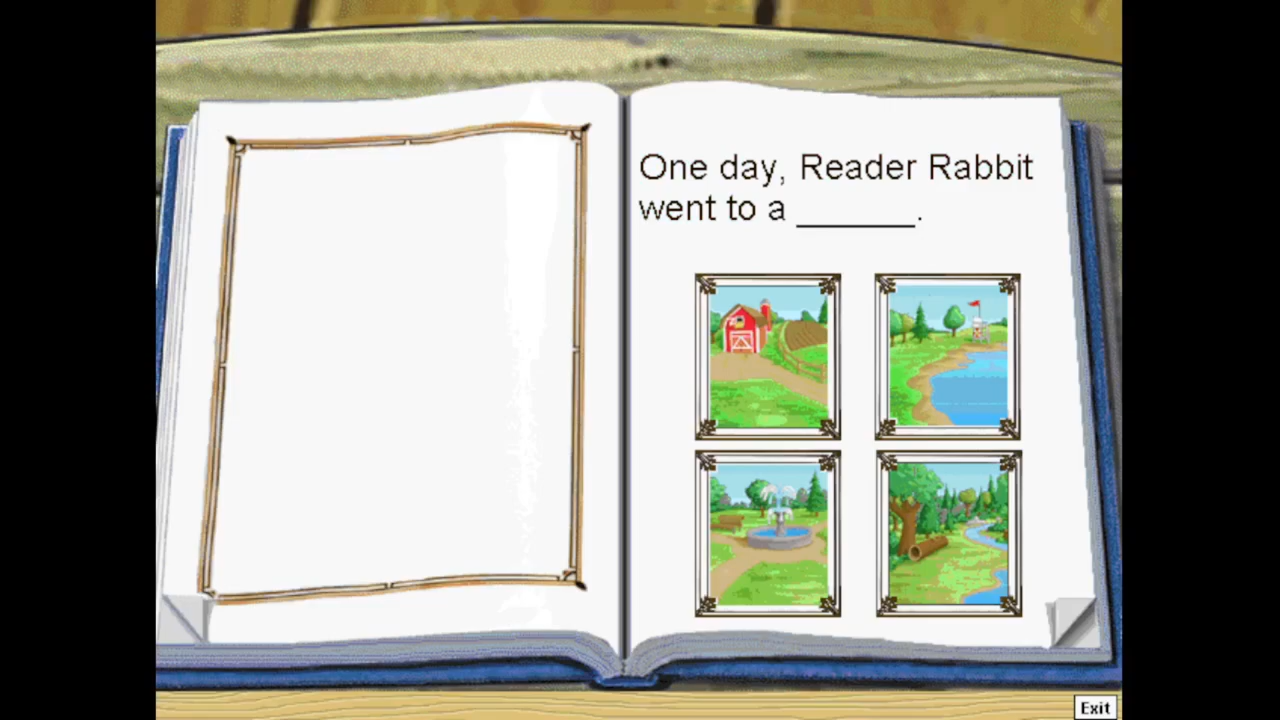 One day, Reader Rabbit
went to a _______.
Exit